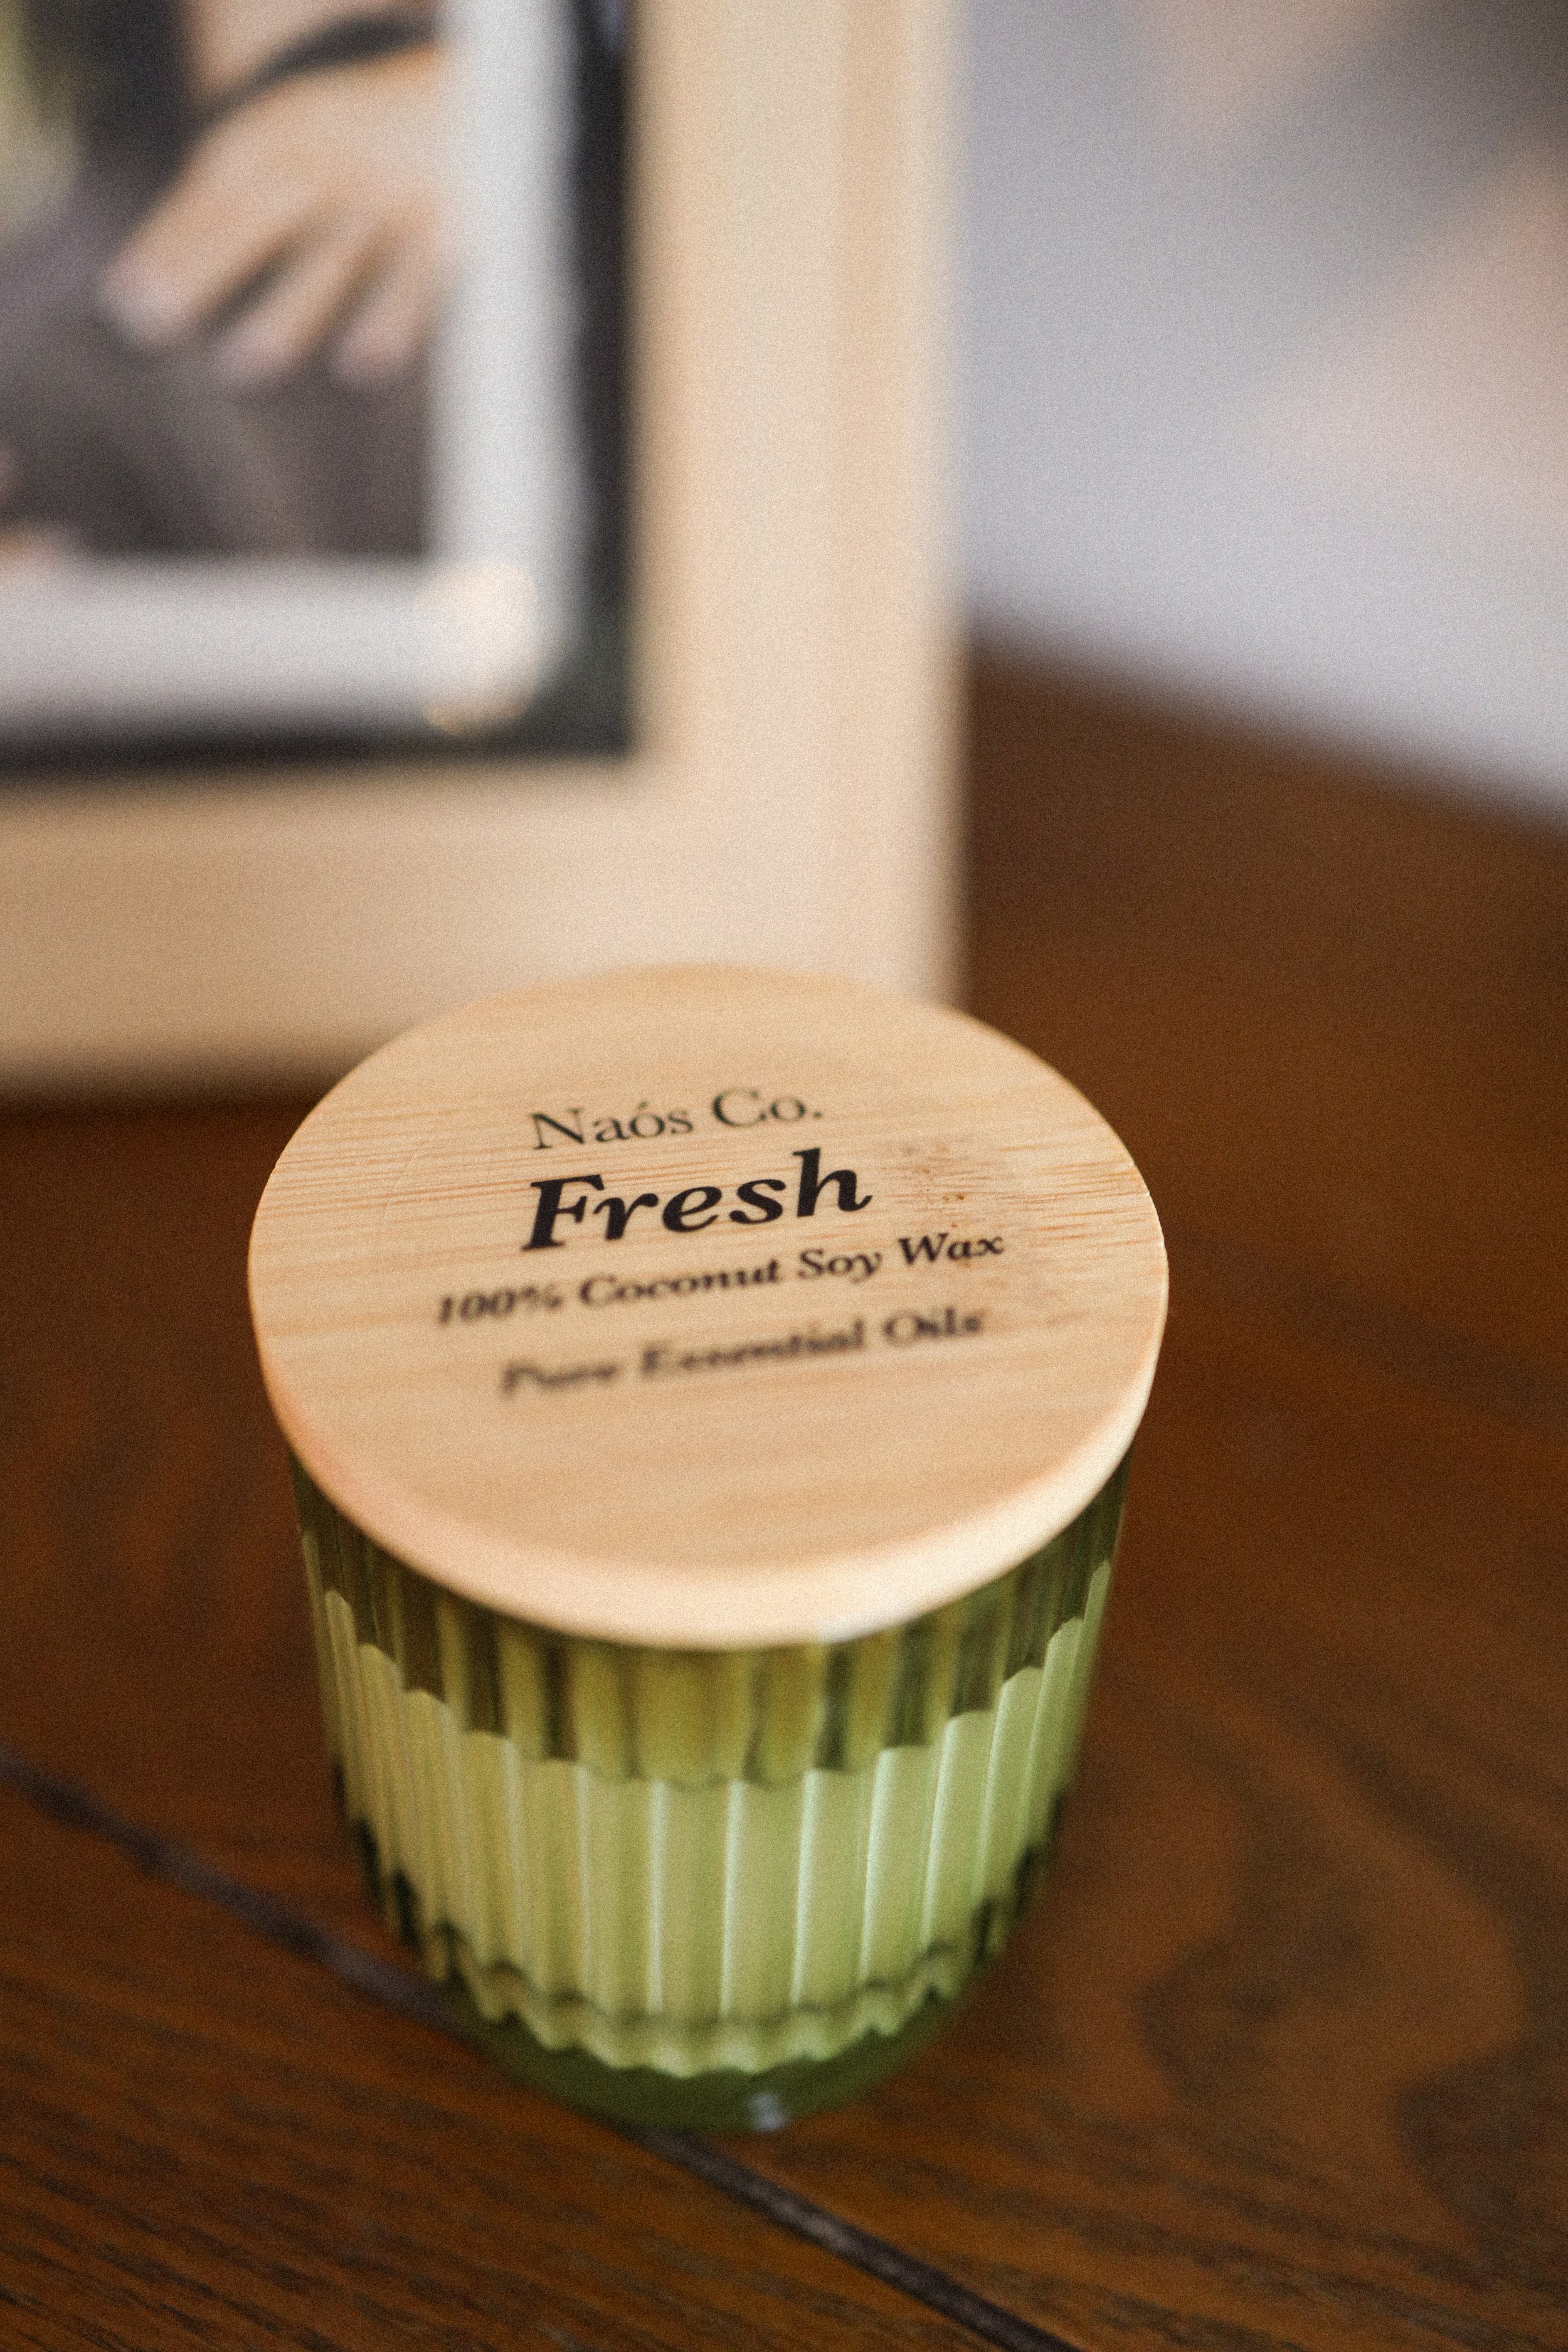 Naós Co.
Fresh
100% Coconut Soy Wax
Pure Essential Oils